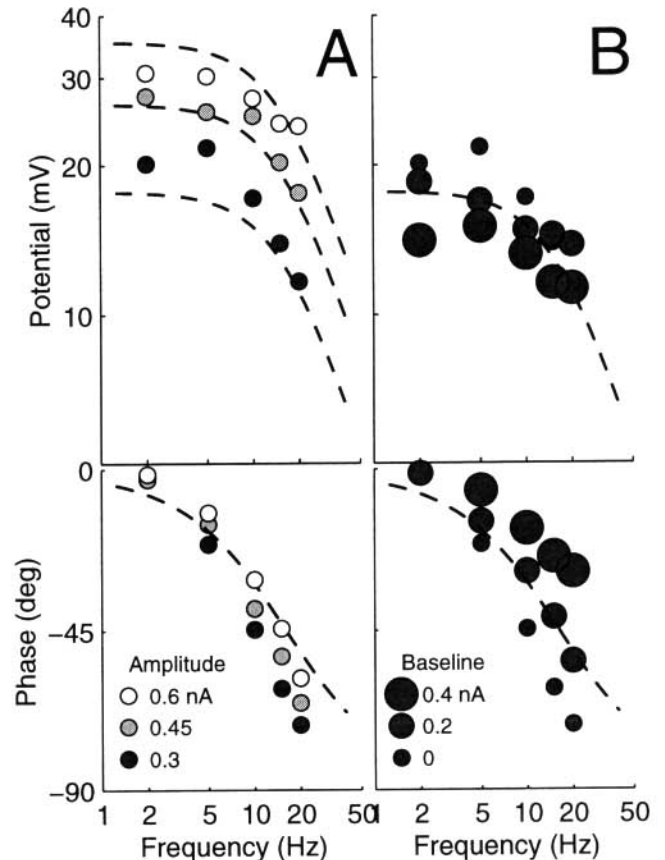 A
B
40
30
20
10
Potential (mV)
0
-45
-90
Phase (deg)
Amplitude
0.6 nA
0.45
0.3
Baseline
0.4 nA
0.2
0
1 2 5 10 20 50
1 2 5 10 20 50
Frequency (Hz)
Frequency (Hz)